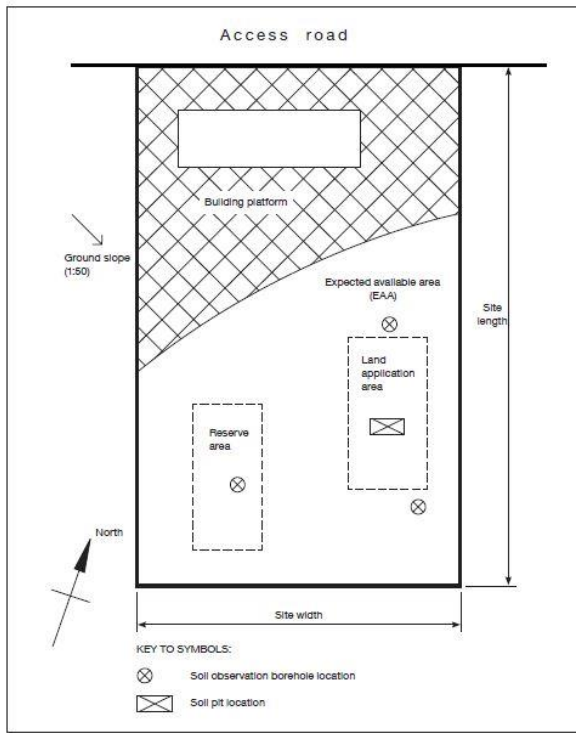 Access road
Building platform
Ground slope
(1:50)
Expected available area
(EAA)
Site
length
Land
application
area
Reserve
area
North
Site width
KEY TO SYMBOLS:
Soil observation borehole location
Soil pit location